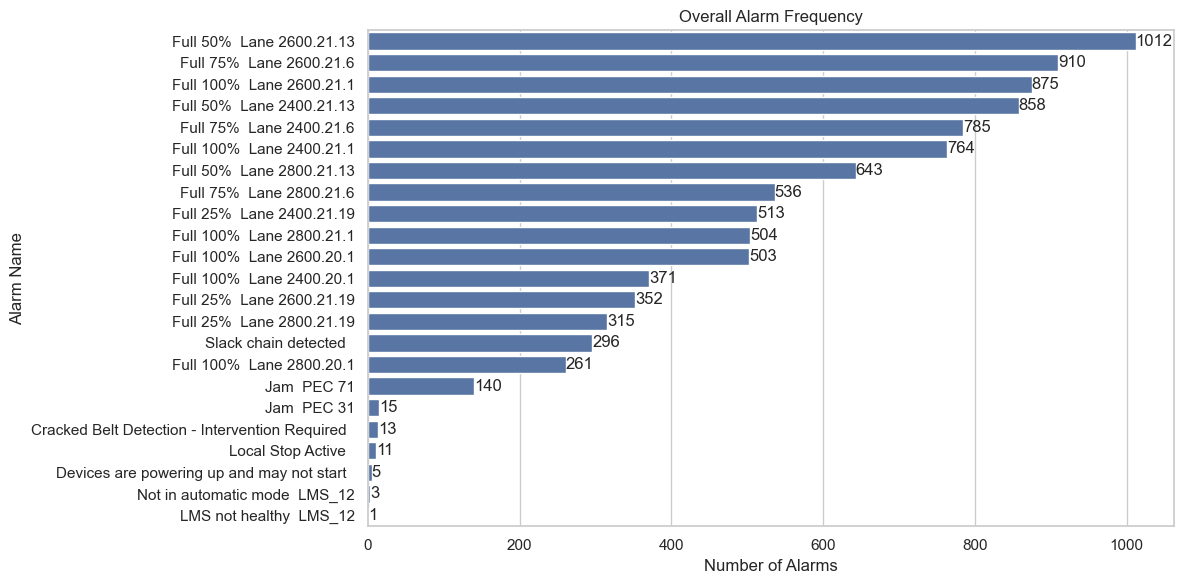 Overall Alarm Frequency
Alarm Name
Full 50%  Lane 2600.21.13 1012
Full 75%  Lane 2600.21.6 910
Full 100%  Lane 2600.21.1 875
Full 50%  Lane 2400.21.13 858
Full 75%  Lane 2400.21.6 785
Full 100%  Lane 2400.21.1 764
Full 50%  Lane 2800.21.13 643
Full 75%  Lane 2800.21.6 536
Full 25%  Lane 2400.21.19 513
Full 100%  Lane 2800.21.1 504
Full 100%  Lane 2600.20.1 503
Full 100%  Lane 2400.20.1 371
Full 25%  Lane 2600.21.19 352
Full 25%  Lane 2800.21.19 315
Slack chain detected 296
Full 100%  Lane 2800.20.1 261
Jam  PEC 71 140
Jam  PEC 31 15
Cracked Belt Detection - Intervention Required 13
Local Stop Active 11
Devices are powering up and may not start 5
Not in automatic mode  LMS_12 3
LMS not healthy  LMS_12 1
0 200 400 600 800 1000
Number of Alarms